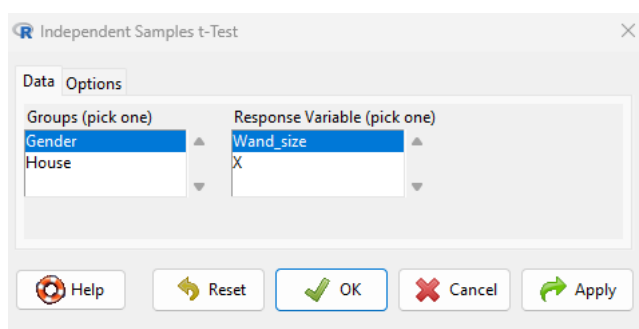 Independent Samples t-Test
Data Options
Groups (pick one) Response Variable (pick one)
Gender Wand_size
House X
Help Reset OK Cancel Apply